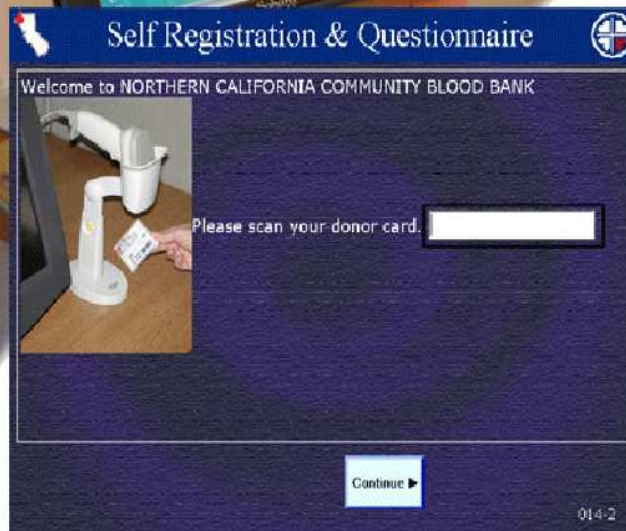 Self Registration & Questionnaire
Welcome to NORTHERN CALIFORNIA COMMUNITY BLOOD BANK
Please scan your donor card.
Continue ▶
014-2